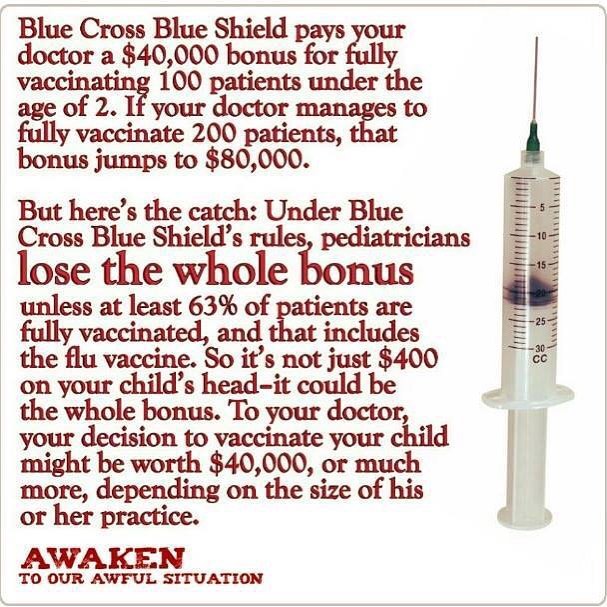 Blue Cross Blue Shield pays your
doctor a $40,000 bonus for fully
vaccinating 100 patients under the
age of 2. If your doctor manages to
fully vaccinate 200 patients, that
bonus jumps to $80,000.
But here's the catch: Under Blue
Cross Blue Shield's rules, pediatricians
lose the whole bonus
unless at least 63% of patients are
fully vaccinated, and that includes
the flu vaccine. So it's not just $400
on your child's head-it could be
the whole bonus. To your doctor,
your decision to vaccinate your child
might be worth $40,000, or much
more, depending on the size of his
or her practice.
AWAKEN
TO OUR AWFUL SITUATION
5
10
15
20
25
30
CC